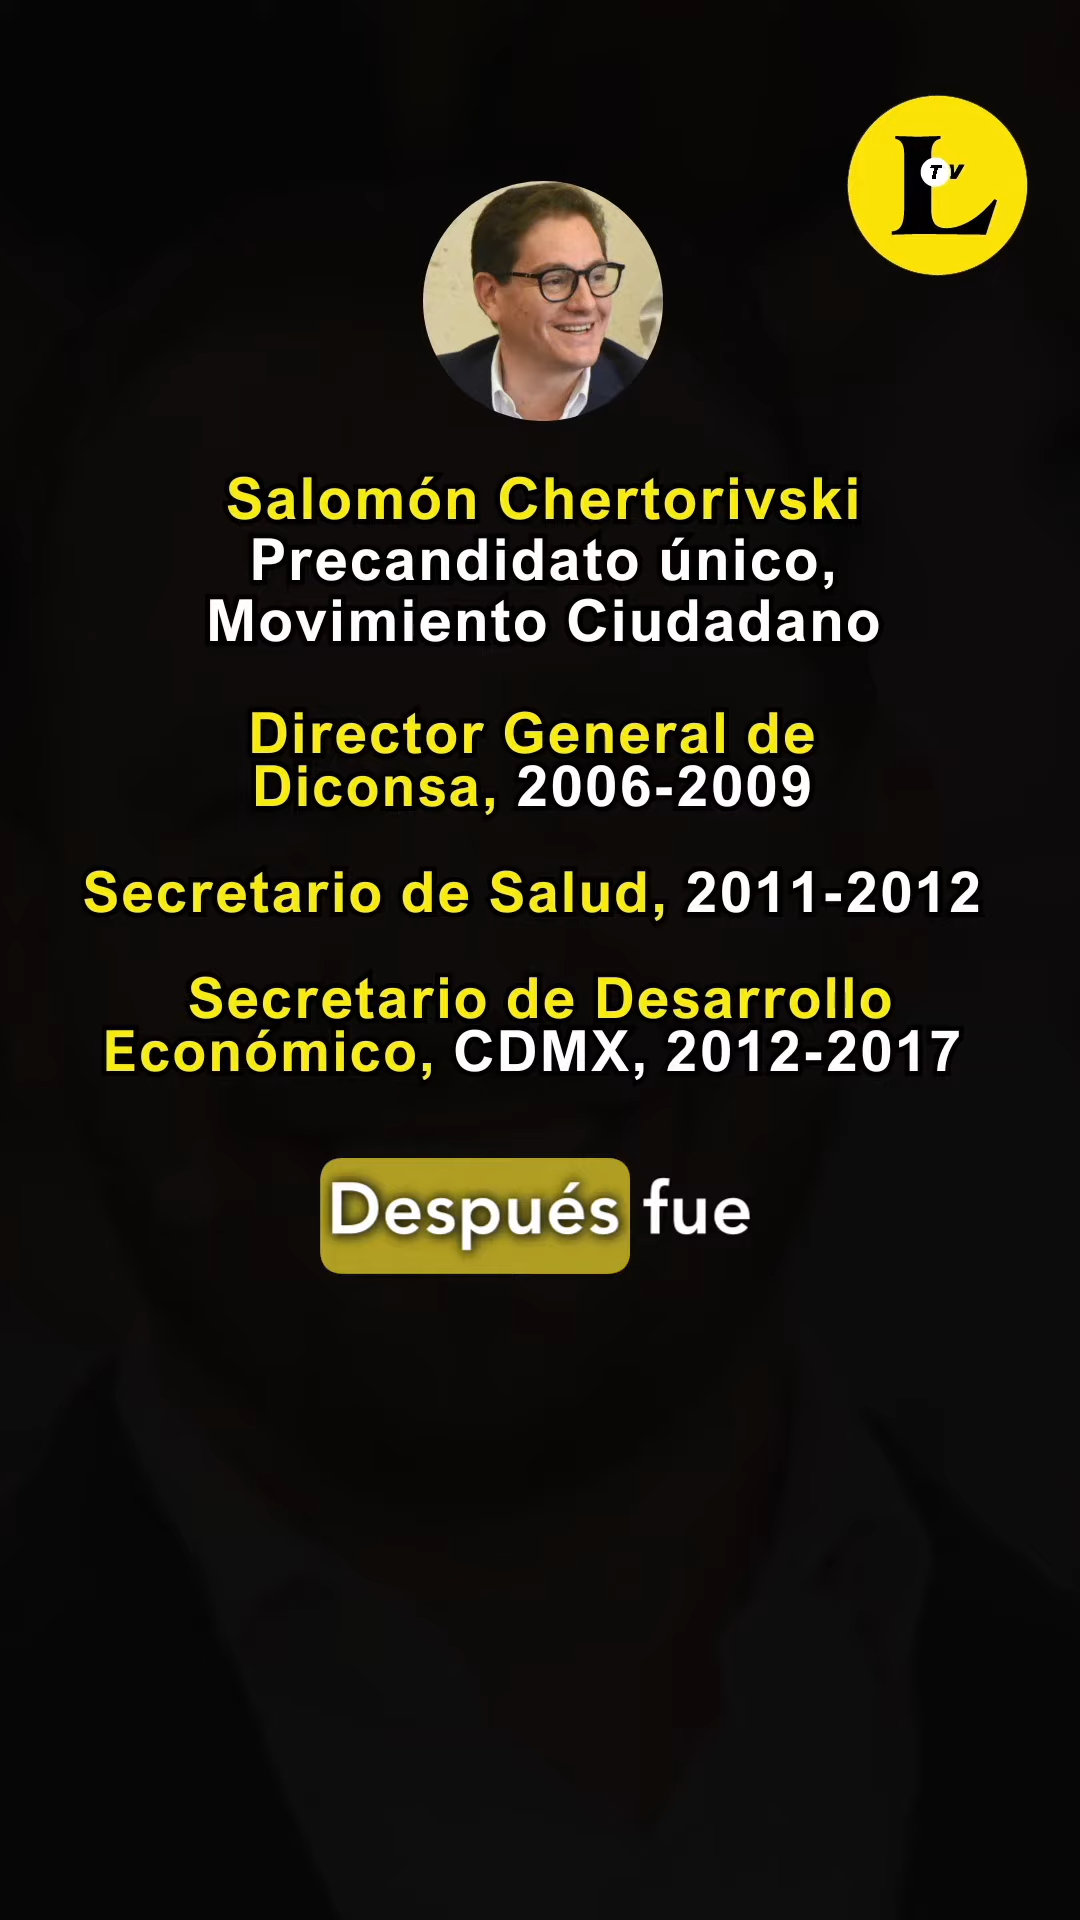 L TV
Salomón Chertorivski
Precandidato único,
Movimiento Ciudadano
Director General de
Diconsa, 2006-2009
Secretario de Salud, 2011-2012
Secretario de Desarrollo
Económico, CDMX, 2012-2017
Después fue